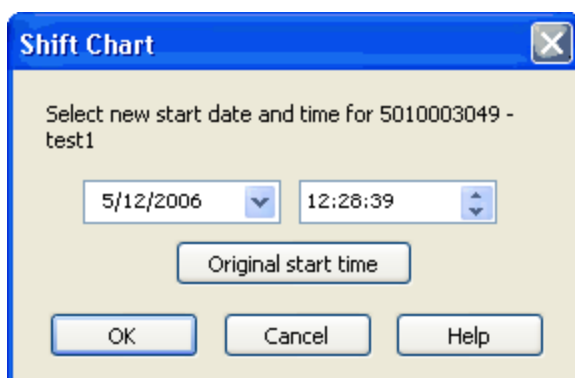 Shift Chart
Select new start date and time for 5010003049 -
test1
5/12/2006 12:28:39
Original start time
OK Cancel Help